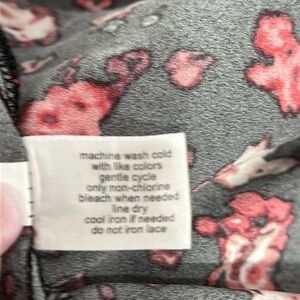 machine wash cold
with like colors
gentle cycle
only non-chlorine
bleach when needed
line dry
cool iron if needed
do not iron lace